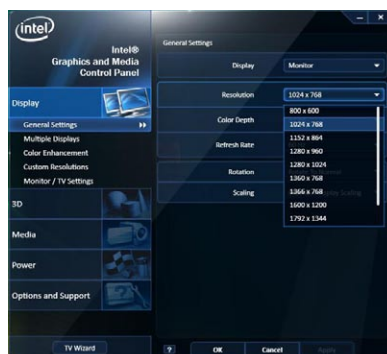 intel
Intel®
Graphics and Media
Control Panel
Display
General Settings
Multiple Displays
Color Enhancement
Custom Resolutions
Monitor / TV Settings
3D
Media
Power
Options and Support
TV Wizard
General Settings
Display
Monitor
Resolution
1024 x 768
800 x 600
1024 x 768
1152 x 864
1280 x 960
1280 x 1024
1360 x 768
1366 x 768
1600 x 1200
1792 x 1344
Color Depth
Refresh Rate
Rotation
Scaling
Display Scaling
?
OK
Cancel
Apply